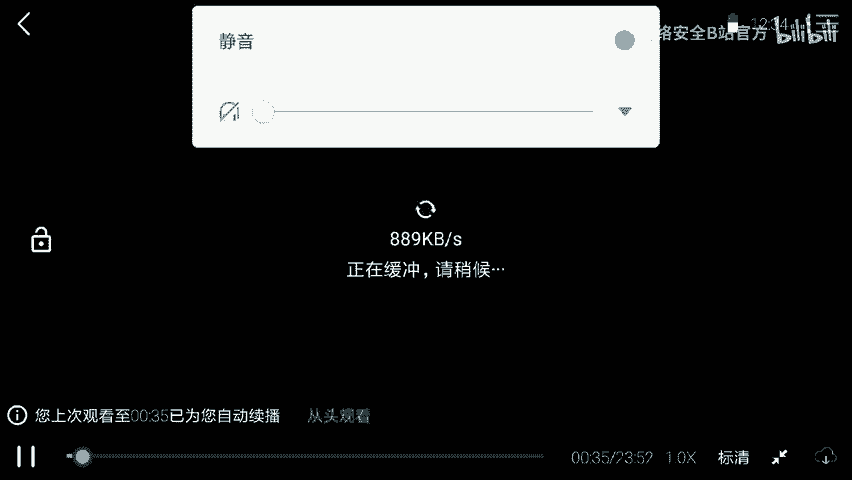 静音
12:34
络安全B站官方 bilibili
889KB/s
正在缓冲，请稍候…
您上次观看至00:35已为您自动续播 从头观看
00:35/23:52 1.0X 标清